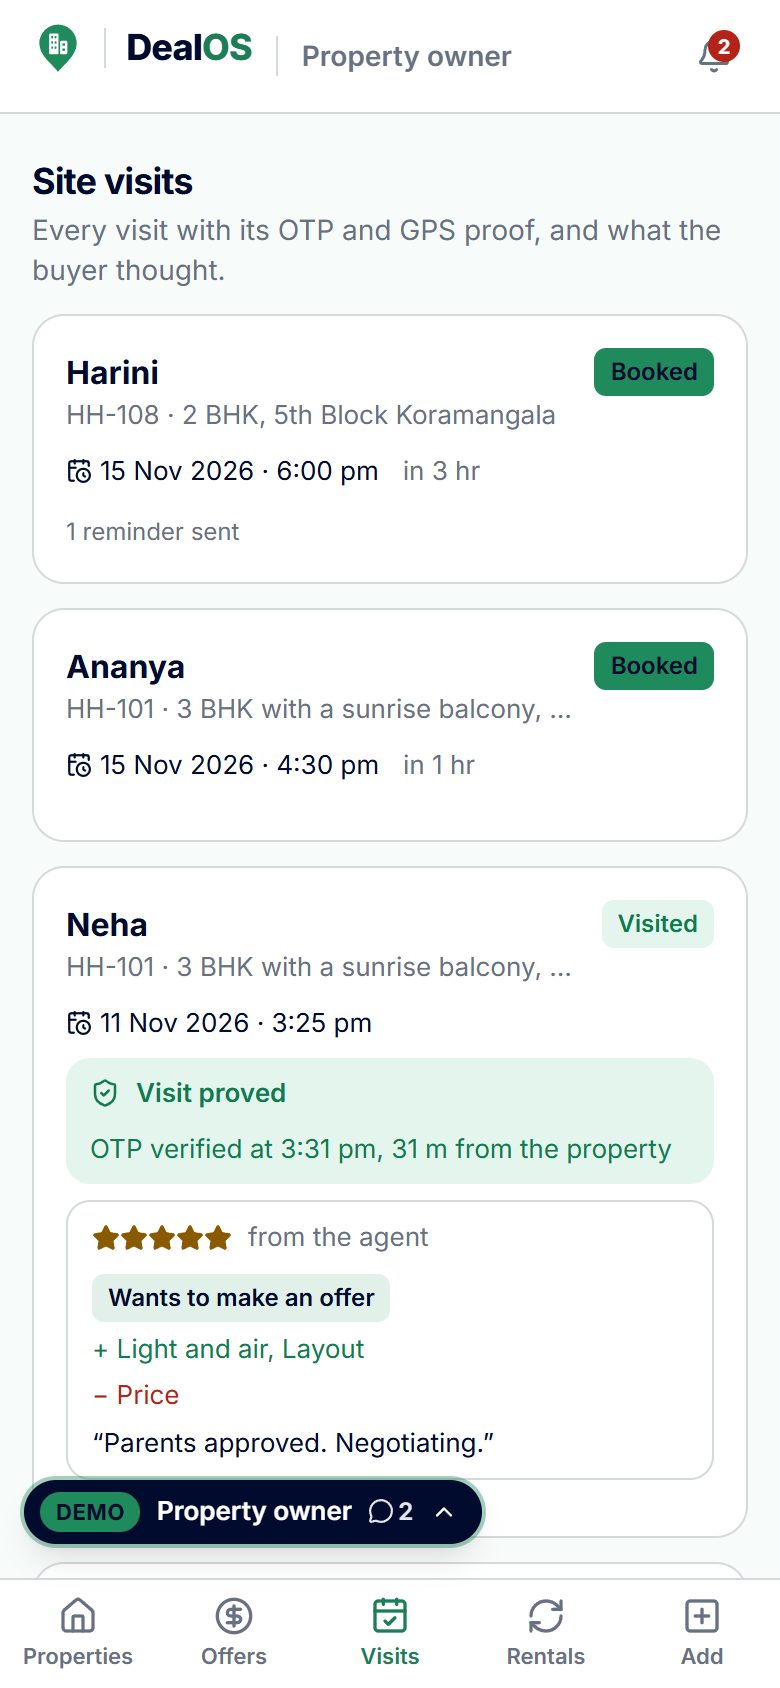 DealOS
Property owner
2
Site visits
Every visit with its OTP and GPS proof, and what the
buyer thought.
Harini
Booked
HH-108 · 2 BHK, 5th Block Koramangala
15 Nov 2026 · 6:00 pm in 3 hr
1 reminder sent
Ananya
Booked
HH-101 · 3 BHK with a sunrise balcony, ...
15 Nov 2026 · 4:30 pm in 1 hr
Neha
Visited
HH-101 · 3 BHK with a sunrise balcony, ...
11 Nov 2026 · 3:25 pm
Visit proved
OTP verified at 3:31 pm, 31 m from the property
from the agent
Wants to make an offer
+ Light and air, Layout
− Price
“Parents approved. Negotiating.”
DEMO Property owner 2
Properties Offers Visits Rentals Add